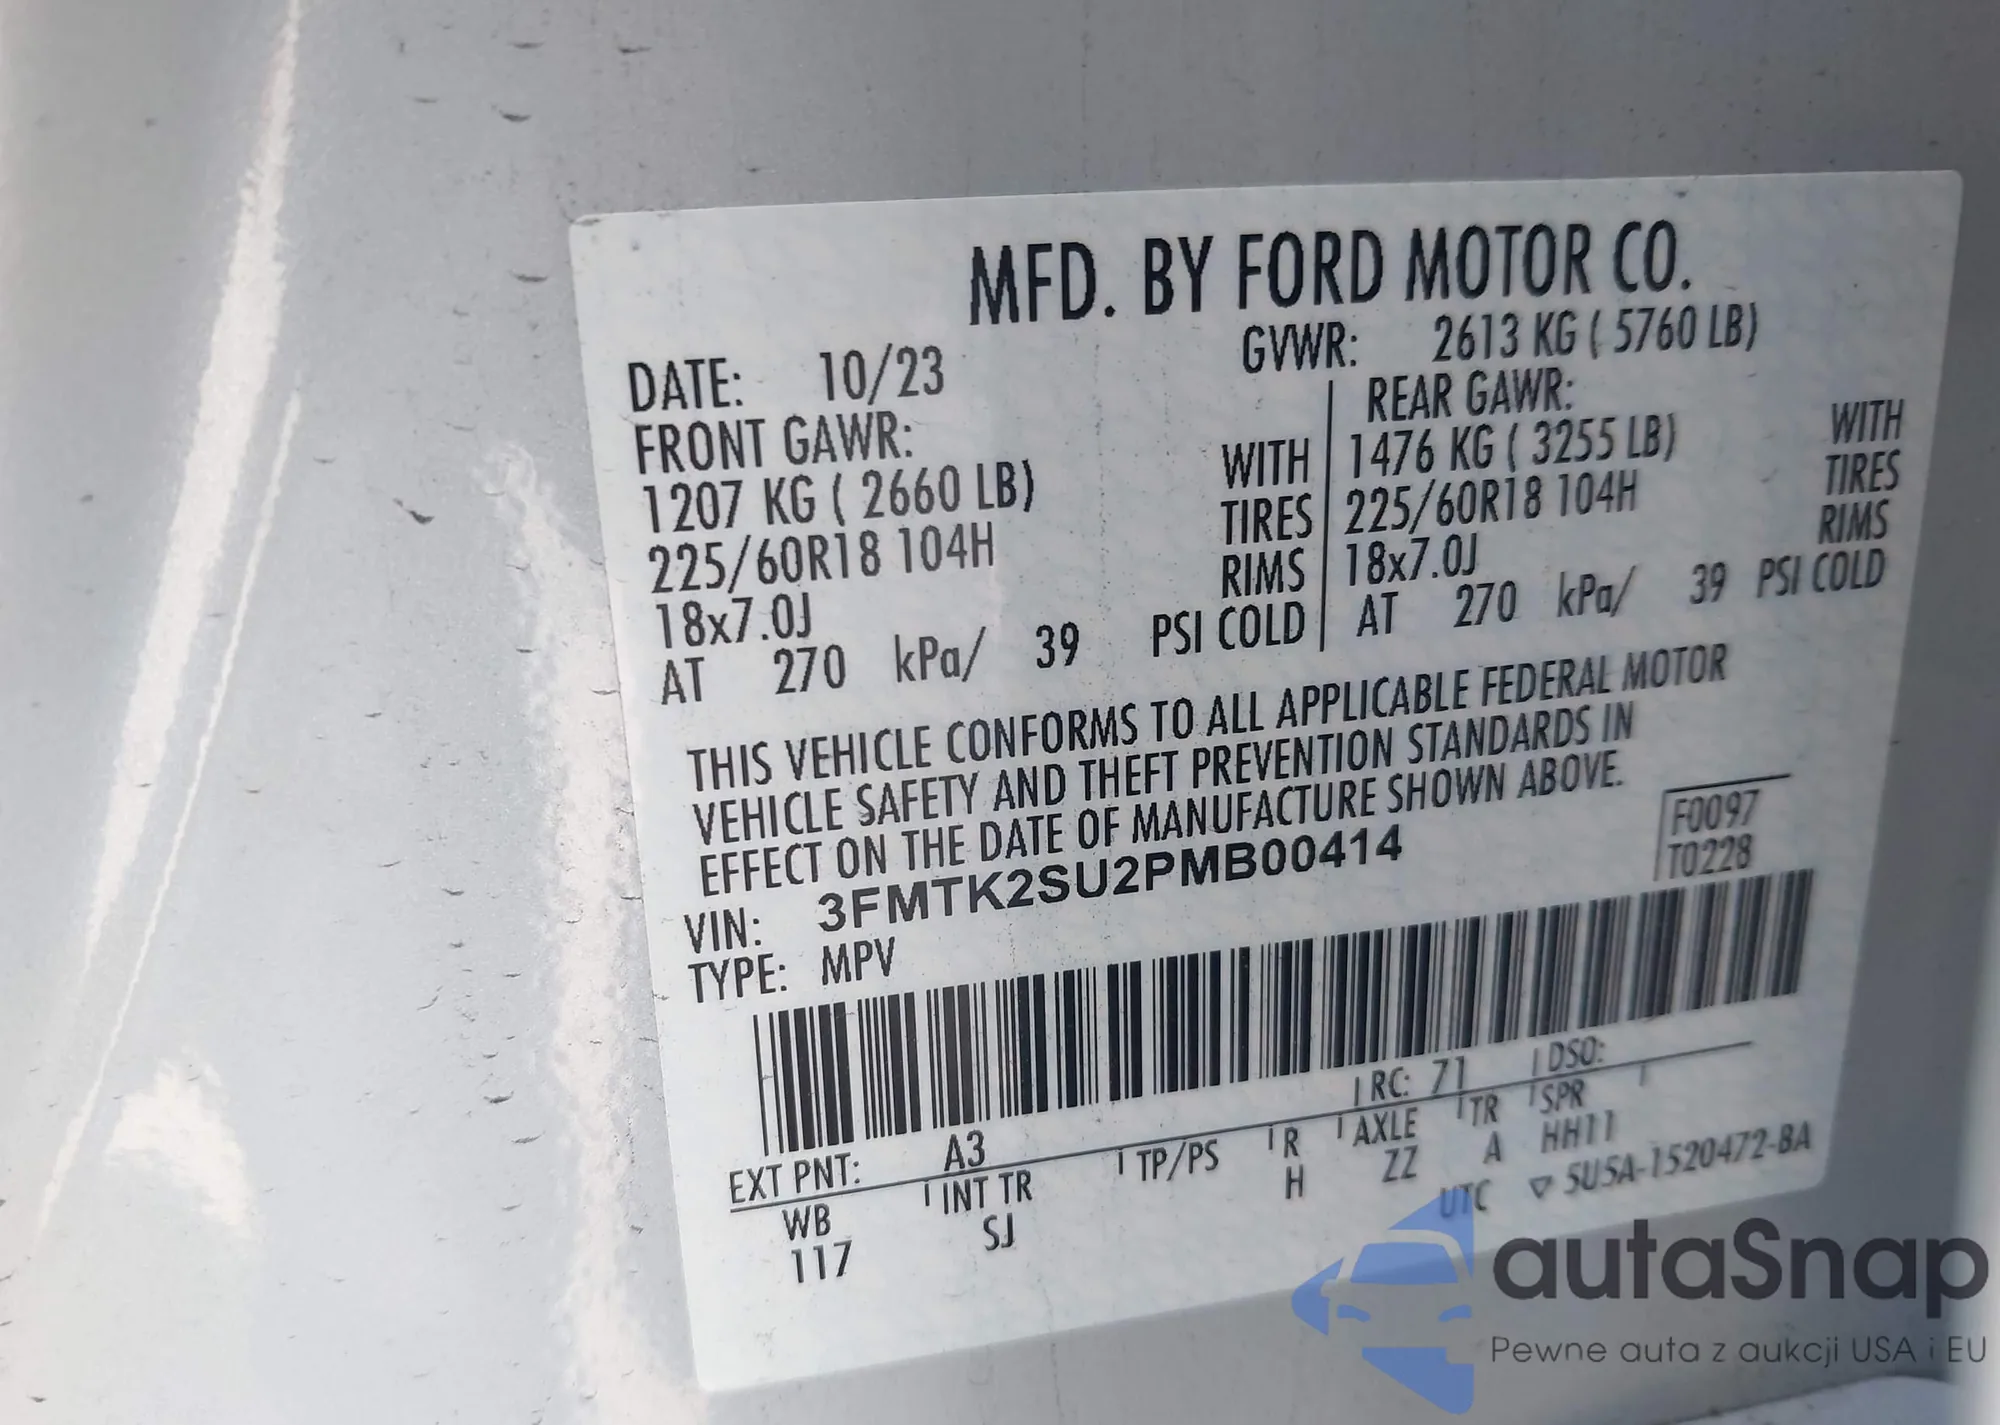 MFD. BY FORD MOTOR CO.
DATE: 10/23 GVWR: 2613 KG ( 5760 LB)
FRONT GAWR: REAR GAWR:
1207 KG ( 2660 LB) WITH 1476 KG ( 3255 LB) WITH
225/60R18 104H TIRES 225/60R18 104H TIRES
18x7.0J RIMS 18x7.0J RIMS
AT 270 kPa/ 39 PSI COLD AT 270 kPa/ 39 PSI COLD
THIS VEHICLE CONFORMS TO ALL APPLICABLE FEDERAL MOTOR
VEHICLE SAFETY AND THEFT PREVENTION STANDARDS IN
EFFECT ON THE DATE OF MANUFACTURE SHOWN ABOVE.
F0097
VIN: 3FMTK2SU2PMB00414 T0228
TYPE: MPV
EXT PNT: A3 RC: 71 DSO:
WB INT TR TP/PS R AXLE TR SPR
117 SJ H ZZ A HH11
UTC ▽ 5U5A-1520472-BA
autaSnap
Pewne auta z aukcji USA i EU